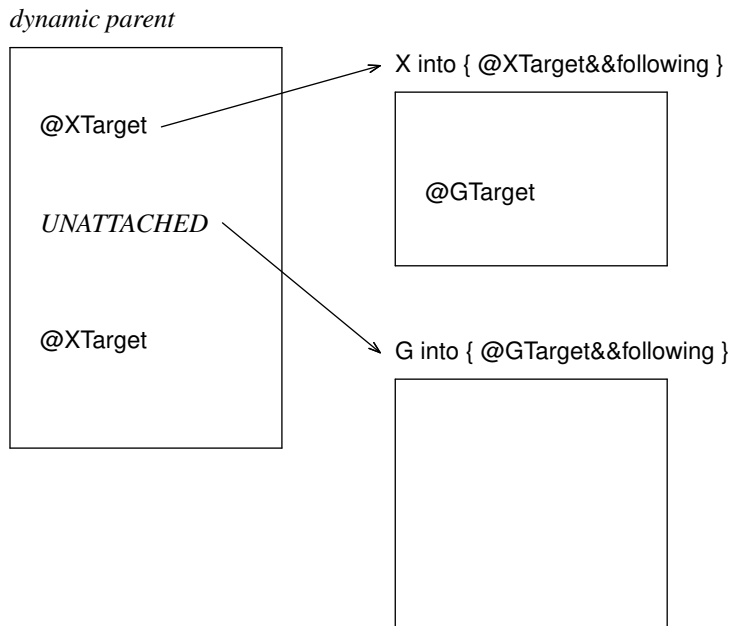 dynamic parent
@XTarget
UNATTACHED
@XTarget
X into { @XTarget&&following }
@GTarget
G into { @GTarget&&following }